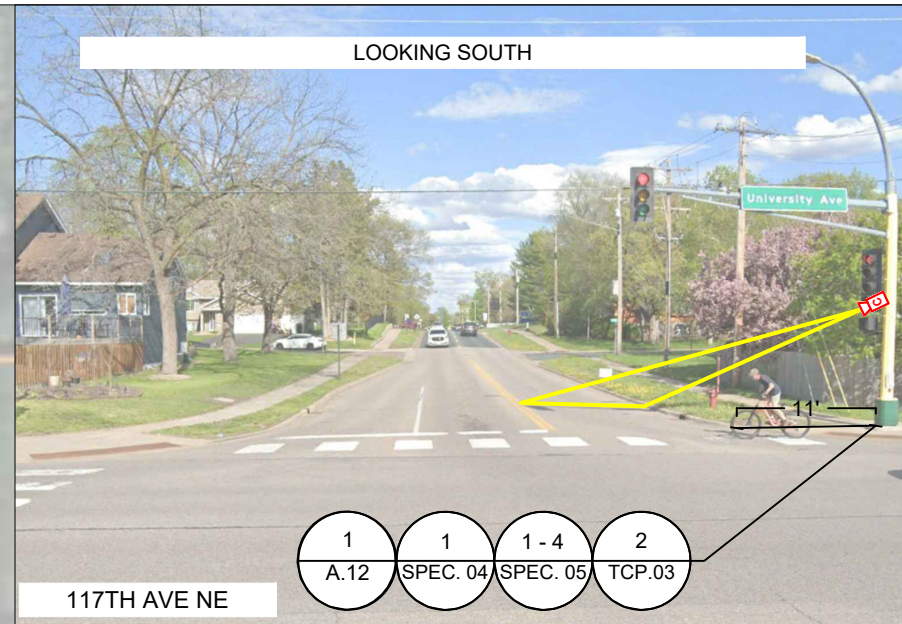 LOOKING SOUTH
University Ave
11'
1
A.12
1
SPEC. 04
1 - 4
SPEC. 05
2
TCP.03
117TH AVE NE